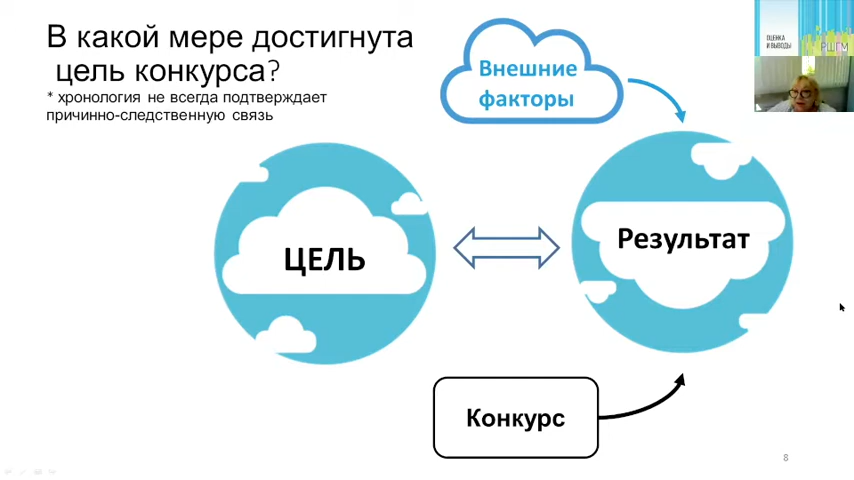 В какой мере достигнута
цель конкурса?
* хронология не всегда подтверждает
причинно-следственную связь
Внешние
факторы
ОЦЕНКА
И ВЫВОДЫ
РШГМ
ЦЕЛЬ
Результат
Конкурс
8